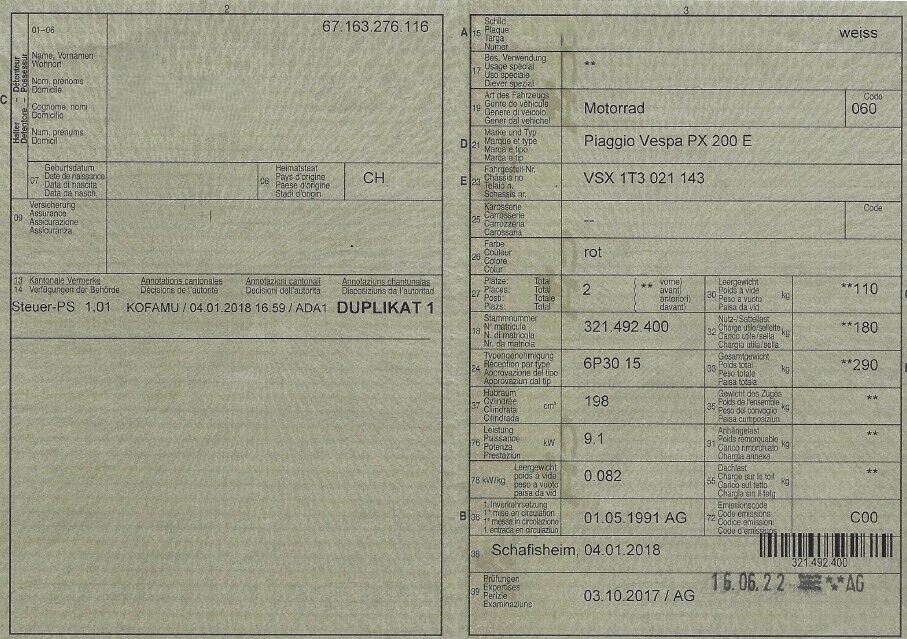 2
01-06
67.163.276.116
C
Halter – Détenteur
Detentore – Possessur
Name, Vornamen
Wohnort
Nom, prénoms
Domicile
Cognome, nomi
Domicilio
Num, prenums
Domicil
07
Geburtsdatum
Date de naissance
Data di nascita
Data da nasch.
08
Heimatstaat
Pays d'origine
Paese d'origine
Stadi d'origin
CH
09
Versicherung
Assurance
Assicurazione
Assicuranza
13 Kantonale Vermerke Annotations cantonales Annotazioni cantonali Annotaziuns chantunalas
14 Verfügungen der Behörde Décisions de l'autorité Decisioni dell'autorità Disposiziuns da l'autoritad
Steuer-PS 1.01 KOFAMU / 04.01.2018 16:59 / ADA1 DUPLIKAT 1
3
A 15
Schild
Plaque
Targa
Numer
weiss
17
Bes. Verwendung
Usage spécial
Uso speciale
Diever spezial
**
19
Art des Fahrzeugs
Genre de véhicule
Genere di veicolo
Gener dal vehichel
Motorrad
Code
060
D 21
Marke und Typ
Marque et type
Marca e tipo
Marca e tip
Piaggio Vespa PX 200 E
E 23
Fahrgestell-Nr.
Châssis no
Telaio n.
Schassis nr.
VSX 1T3 021 143
25
Karosserie
Carrosserie
Carrozzeria
Carossaria
--
Code
26
Farbe
Couleur
Colore
Colur
rot
27
Plätze: Total
Places: Total
Posti: Totale
Plazs: Total
2
**
vorne)
avant)
anteriori)
davant)
30
Leergewicht
Poids à vide
Peso a vuoto
Paisa da vid
kg
**110
18
Stammnummer
N° matricule
N. di matricola
Nr. da matricla
321.492.400
32
Nutz-/Sattellast
Charge utile/sellette
Carico utile/sella
Chargia utila/sella
kg
**180
24
Typengenehmigung
Réception par type
Approvazione del tipo
Approvaziun dal tip
6P30 15
33
Gesamtgewicht
Poids total
Peso totale
Paisa totala
kg
**290
37
Hubraum
Cylindrée
Cilindrata
Cilindrada
cm³
198
35
Gewicht des Zuges
Poids de l'ensemble
Peso del convoglio
Paisa cumposiziun
kg
**
76
Leistung
Puissance
Potenza
Prestaziun
kW
9.1
31
Anhängelast
Poids remorquable
Carico rimorchiato
Chargia annexa
kg
**
78 kW/kg
Leergewicht
poids à vide
peso a vuoto
paisa da vid
0.082
55
Dachlast
Charge sur le toit
Carico sul tetto
Chargia sin il tetg
kg
**
B 36
1. Inverkehrsetzung
1re mise en circulation
1a messa in circolazione
1. entrada en circulaziun
01.05.1991 AG
72
Emissionscode
Code émissions
Codice emissioni
Code d'emissiuns
C00
38
Schafisheim, 04.01.2018
321.492.400
39
Prüfungen
Expertises
Perizie
Examinaziuns
03.10.2017 / AG
16.06.22
AG